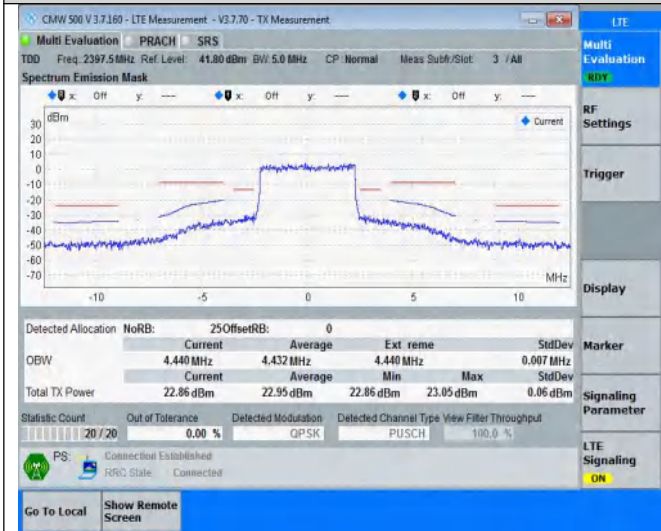 CMW 500 V 3.7.160 - LTE Measurement - V3.7.70 - TX Measurement
LTE
Multi Evaluation PRACH SRS
TDD Freq.:2397.5 MHz Ref. Level: 41.80 dBm BW: 5.0 MHz CP :Normal Meas Subfr./Slot: 3 / All
Spectrum Emission Mask
x: Off y: --- x: Off y: --- x: Off y: ---
dBm
Current
30
20
10
0
-10
-20
-30
-40
-50
-60
-70
MHz
-10 -5 0 5 10
Detected Allocation NoRB: 25OffsetRB: 0
Current Average Ext reme StdDev
OBW 4.440 MHz 4.432 MHz 4.440 MHz 0.007 MHz
Current Average Min Max StdDev
Total TX Power 22.86 dBm 22.95 dBm 22.86 dBm 23.05 dBm 0.06 dBm
Statistic Count Out of Tolerance Detected Modulation Detected Channel Type View Filter Throughput
20 / 20 0.00 % QPSK PUSCH 100.0 %
PS: Connection Established
RRC State Connected
Multi
Evaluation
RDY
RF
Settings
Trigger
Display
Marker
Signaling
Parameter
LTE
Signaling
ON
Go To Local
Show Remote
Screen